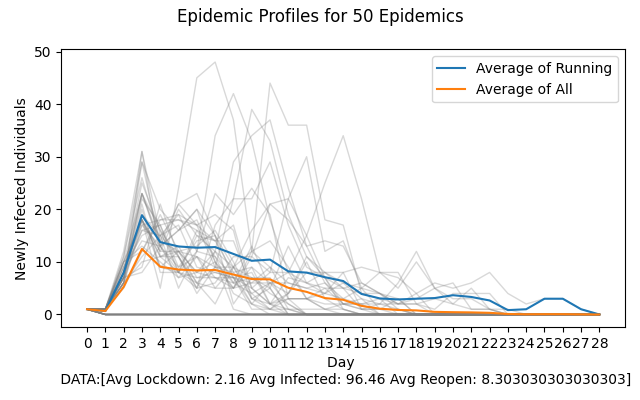 Epidemic Profiles for 50 Epidemics
Average of Running
Average of All
Newly Infected Individuals
50
40
30
20
10
0
0 1 2 3 4 5 6 7 8 9 10 11 12 13 14 15 16 17 18 19 20 21 22 23 24 25 26 27 28
Day
DATA:[Avg Lockdown: 2.16 Avg Infected: 96.46 Avg Reopen: 8.303030303030303]